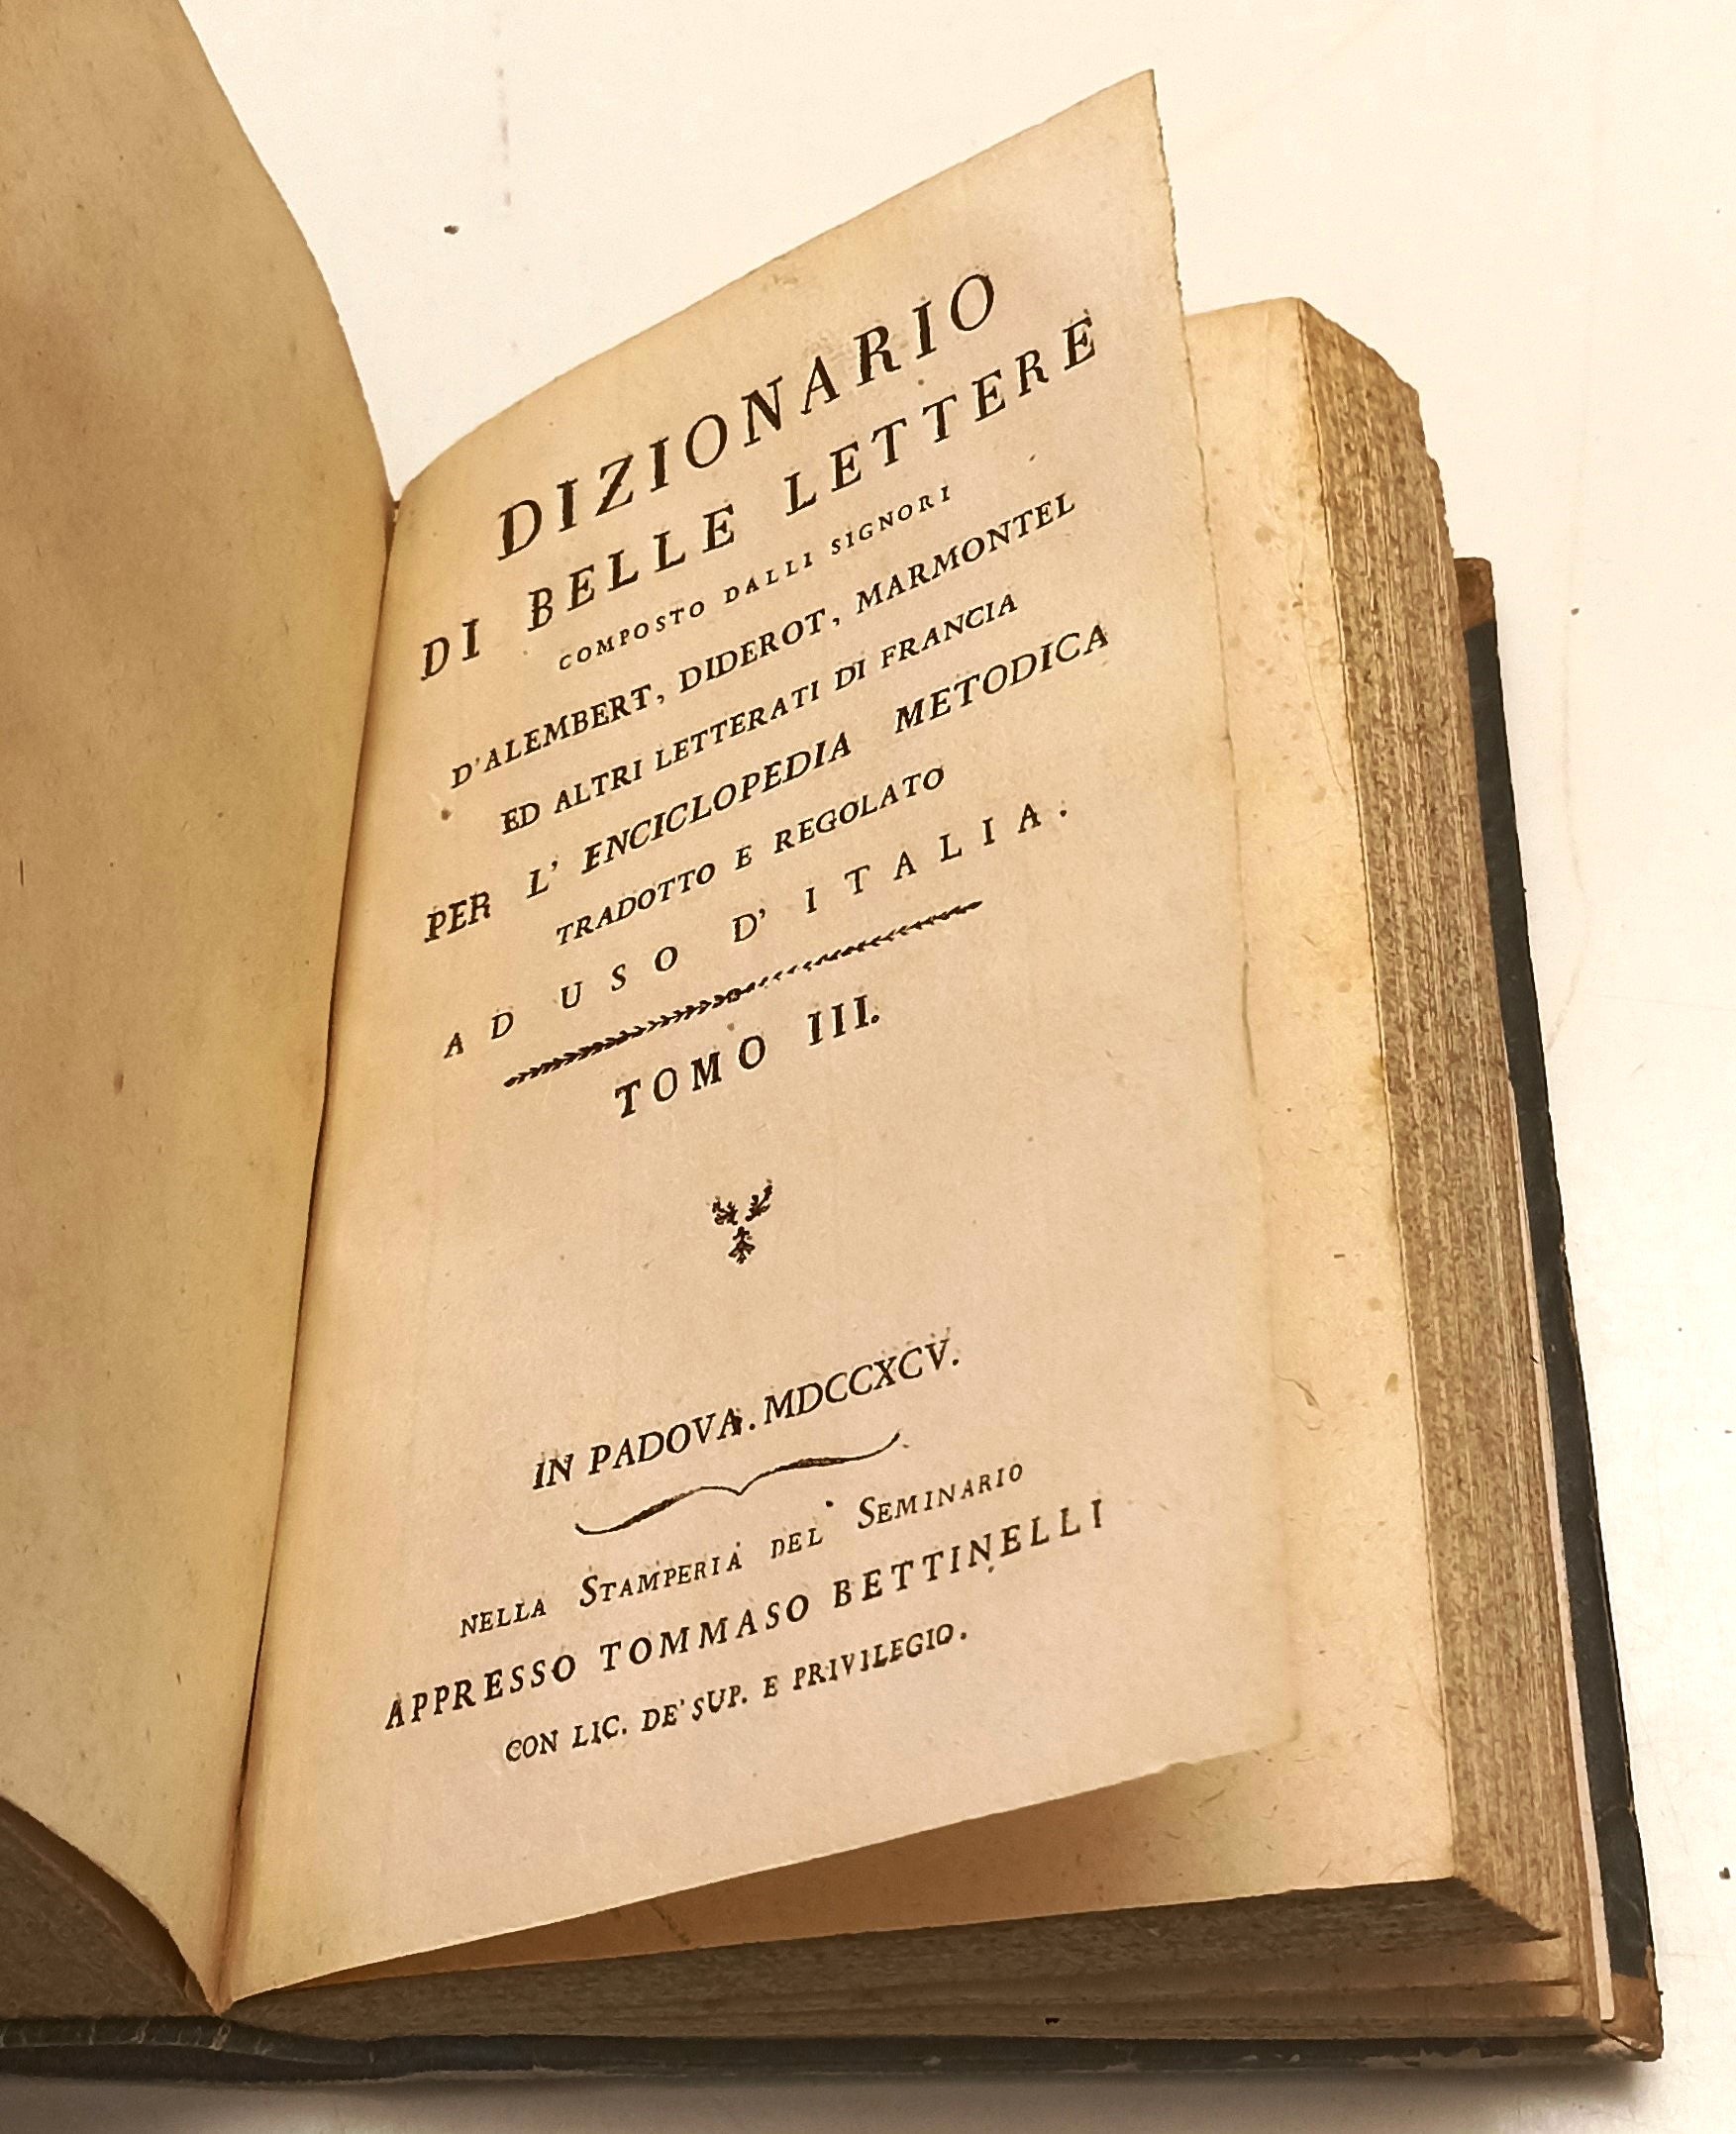 DIZIONARIO
DI BELLE LETTERE
COMPOSTO DALLI SIGNORI
D'ALEMBERT, DIDEROT, MARMONTEL
ED ALTRI LETTERATI DI FRANCIA
PER L' ENCICLOPEDIA METODICA
TRADOTTO E REGOLATO
AD USO D' ITALIA.
TOMO III.
IN PADOVA. MDCCXCV.
NELLA STAMPERIA DEL SEMINARIO
APPRESSO TOMMASO BETTINELLI
CON LIC. DE' SUP. E PRIVILEGIO.